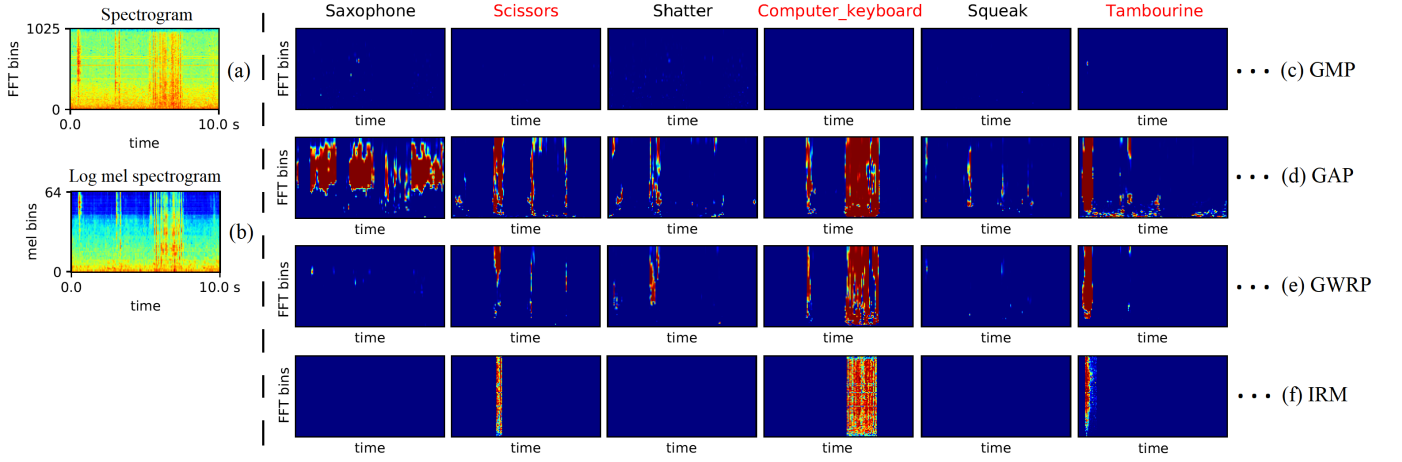 Spectrogram
1025
FFT bins
0
0.0
10.0 s
time
(a)
Log mel spectrogram
64
mel bins
0
0.0
10.0 s
time
(b)
Saxophone
Scissors
Shatter
Computer_keyboard
Squeak
Tambourine
FFT bins
time
time
time
time
time
time
••• (c) GMP
FFT bins
time
time
time
time
time
time
••• (d) GAP
FFT bins
time
time
time
time
time
time
••• (e) GWRP
FFT bins
time
time
time
time
time
time
••• (f) IRM